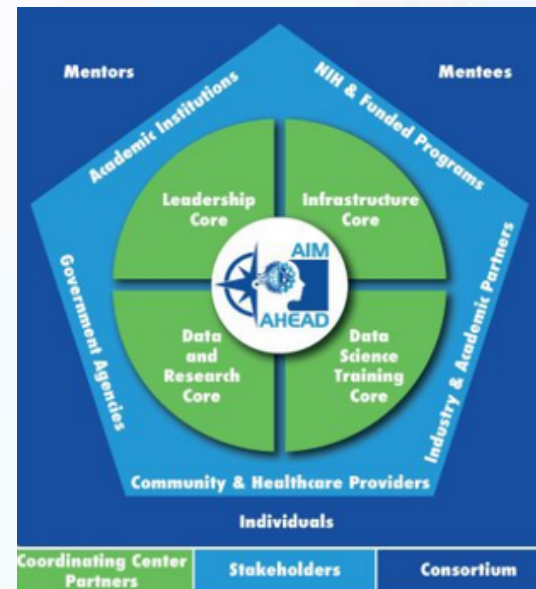 Mentors
Mentees
Academic Institutions
NIH & Funded Programs
Leadership
Core
Infrastructure
Core
AIM
AHEAD
Government Agencies
Industry & Academic Partners
Data
and
Research
Core
Data
Science
Training
Core
Community & Healthcare Providers
Individuals
Coordinating Center
Partners
Stakeholders
Consortium